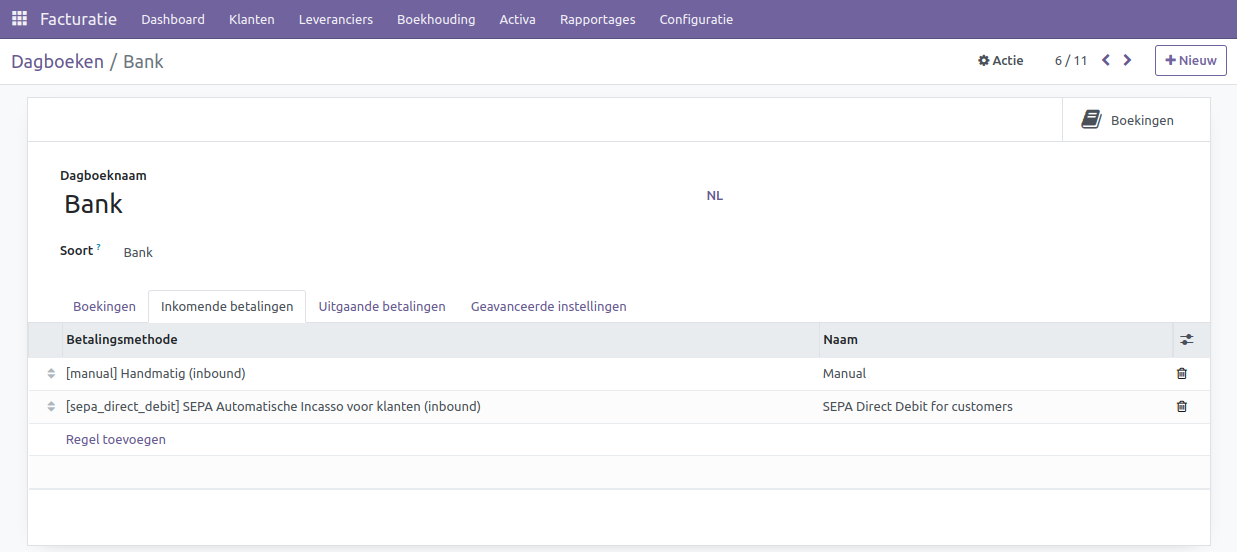 Facturatie Dashboard Klanten Leveranciers Boekhouding Activa Rapportages Configuratie
Dagboeken / Bank Actie 6 / 11 Nieuw
Boekingen
Dagboeknaam
Bank NL
Soort ? Bank
Boekingen Inkomende betalingen Uitgaande betalingen Geavanceerde instellingen
Betalingsmethode Naam
[manual] Handmatig (inbound) Manual
[sepa_direct_debit] SEPA Automatische Incasso voor klanten (inbound) SEPA Direct Debit for customers
Regel toevoegen